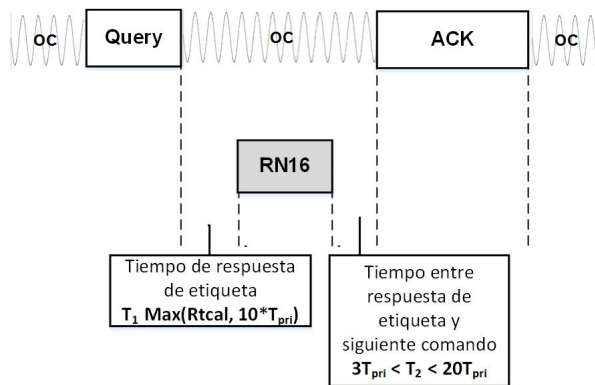 OC
Query
OC
ACK
OC
RN16
Tiempo de respuesta
de etiqueta
T₁ Max(Rtcal, 10*Tₚᵣᵢ)
Tiempo entre
respuesta de
etiqueta y
siguiente comando
3Tₚᵣᵢ < T₂ < 20Tₚᵣᵢ